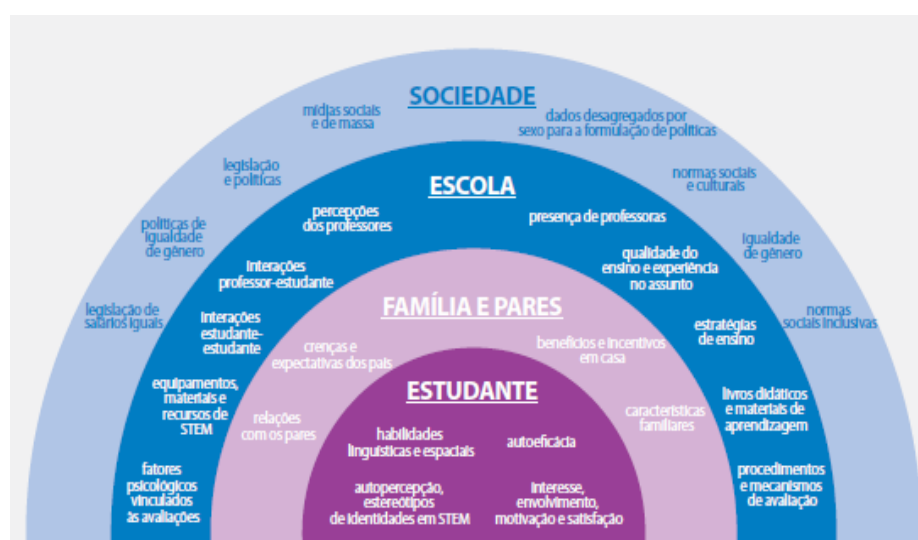 SOCIEDADE
mídias sociais
e de massa
dados desagregados por
sexo para a formulação de políticas
legislação
e políticas
normas sociais
e culturais
políticas de
igualdade
de gênero
igualdade
de gênero
legislação de
salários iguais
normas
sociais inclusivas
ESCOLA
percepções
dos professores
presença de professoras
interações
professor-estudante
qualidade do
ensino e experiência
no assunto
interações
estudante-
estudante
estratégias
de ensino
equipamentos,
materiais e
recursos de
STEM
livros didáticos
e materiais de
aprendizagem
fatores
psicológicos
vinculados
às avaliações
procedimentos
e mecanismos
de avaliação
FAMÍLIA E PARES
crenças e
expectativas dos pais
benefícios e incentivos
em casa
relações
com os pares
características
familiares
ESTUDANTE
habilidades
linguísticas e espaciais
autoeficácia
autopercepção,
estereótipos
de identidades em STEM
interesse,
envolvimento,
motivação e satisfação